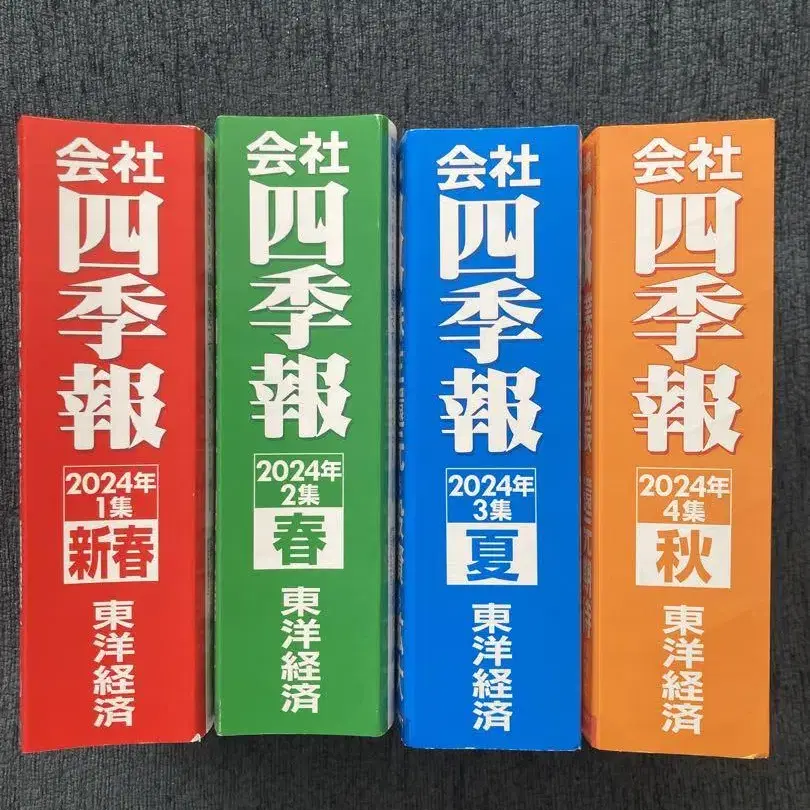 会社
四季報
2024年
1集
新春
東洋経済
会社
四季報
2024年
2集
春
東洋経済
会社
四季報
2024年
3集
夏
東洋経済
会社
四季報
2024年
4集
秋
東洋経済